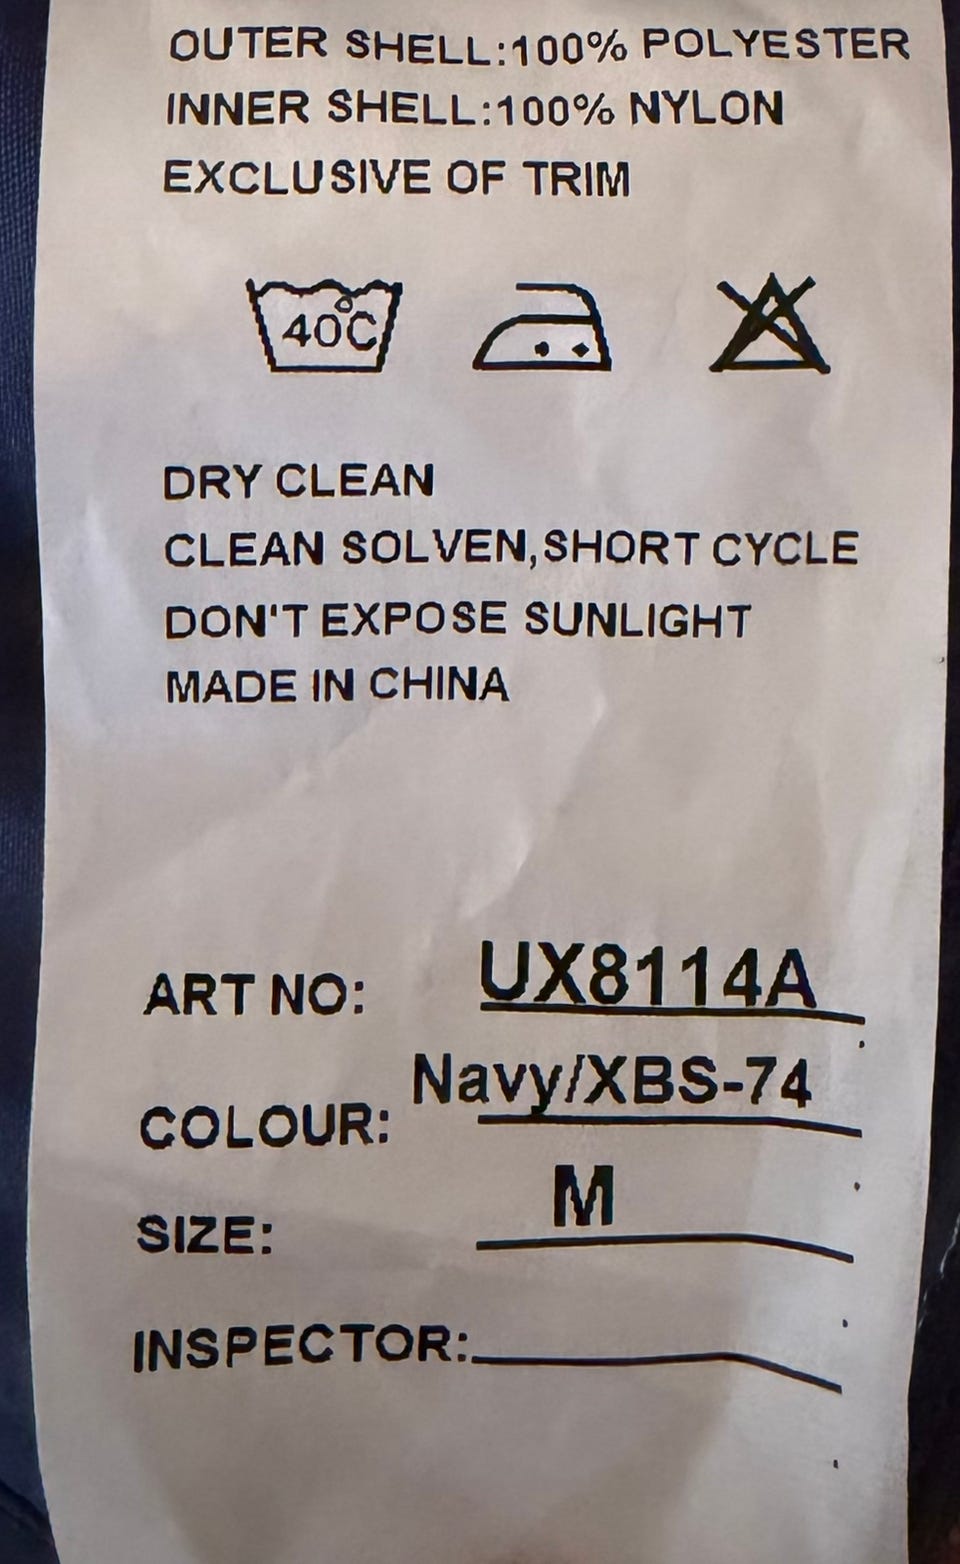 OUTER SHELL:100% POLYESTER
INNER SHELL:100% NYLON
EXCLUSIVE OF TRIM
40°C
DRY CLEAN
CLEAN SOLVEN,SHORT CYCLE
DON'T EXPOSE SUNLIGHT
MADE IN CHINA
ART NO: UX8114A
COLOUR: Navy/XBS-74
SIZE: M
INSPECTOR: